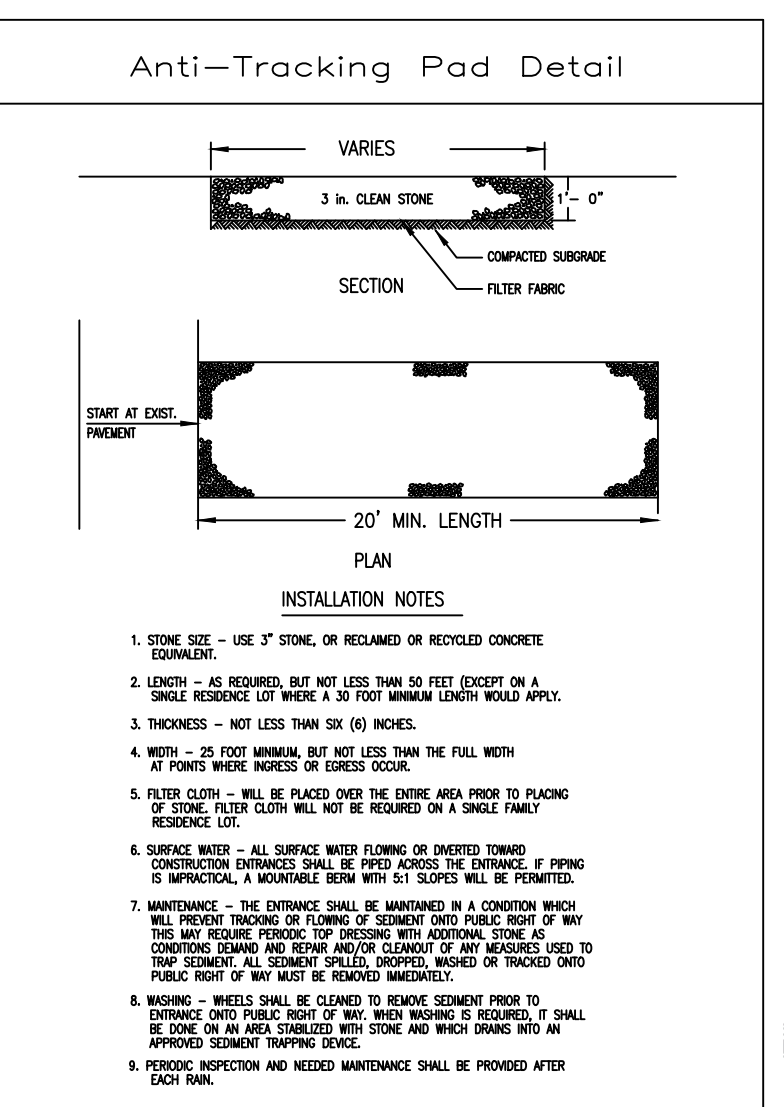 Anti-Tracking Pad Detail
VARIES
3 in. CLEAN STONE
1'- 0"
COMPACTED SUBGRADE
SECTION
FILTER FABRIC
START AT EXIST.
PAVEMENT
20' MIN. LENGTH
PLAN
INSTALLATION NOTES
1. STONE SIZE – USE 3" STONE, OR RECLAIMED OR RECYCLED CONCRETE
EQUIVALENT.
2. LENGTH – AS REQUIRED, BUT NOT LESS THAN 50 FEET (EXCEPT ON A
SINGLE RESIDENCE LOT WHERE A 30 FOOT MINIMUM LENGTH WOULD APPLY.
3. THICKNESS – NOT LESS THAN SIX (6) INCHES.
4. WIDTH – 25 FOOT MINIMUM, BUT NOT LESS THAN THE FULL WIDTH
AT POINTS WHERE INGRESS OR EGRESS OCCUR.
5. FILTER CLOTH – WILL BE PLACED OVER THE ENTIRE AREA PRIOR TO PLACING
OF STONE. FILTER CLOTH WILL NOT BE REQUIRED ON A SINGLE FAMILY
RESIDENCE LOT.
6. SURFACE WATER – ALL SURFACE WATER FLOWING OR DIVERTED TOWARD
CONSTRUCTION ENTRANCES SHALL BE PIPED ACROSS THE ENTRANCE. IF PIPING
IS IMPRACTICAL, A MOUNTABLE BERM WITH 5:1 SLOPES WILL BE PERMITTED.
7. MAINTENANCE – THE ENTRANCE SHALL BE MAINTAINED IN A CONDITION WHICH
WILL PREVENT TRACKING OR FLOWING OF SEDIMENT ONTO PUBLIC RIGHT OF WAY
THIS MAY REQUIRE PERIODIC TOP DRESSING WITH ADDITIONAL STONE AS
CONDITIONS DEMAND AND REPAIR AND/OR CLEANOUT OF ANY MEASURES USED TO
TRAP SEDIMENT. ALL SEDIMENT SPILLED, DROPPED, WASHED OR TRACKED ONTO
PUBLIC RIGHT OF WAY MUST BE REMOVED IMMEDIATELY.
8. WASHING – WHEELS SHALL BE CLEANED TO REMOVE SEDIMENT PRIOR TO
ENTRANCE ONTO PUBLIC RIGHT OF WAY. WHEN WASHING IS REQUIRED, IT SHALL
BE DONE ON AN AREA STABILIZED WITH STONE AND WHICH DRAINS INTO AN
APPROVED SEDIMENT TRAPPING DEVICE.
9. PERIODIC INSPECTION AND NEEDED MAINTENANCE SHALL BE PROVIDED AFTER
EACH RAIN.